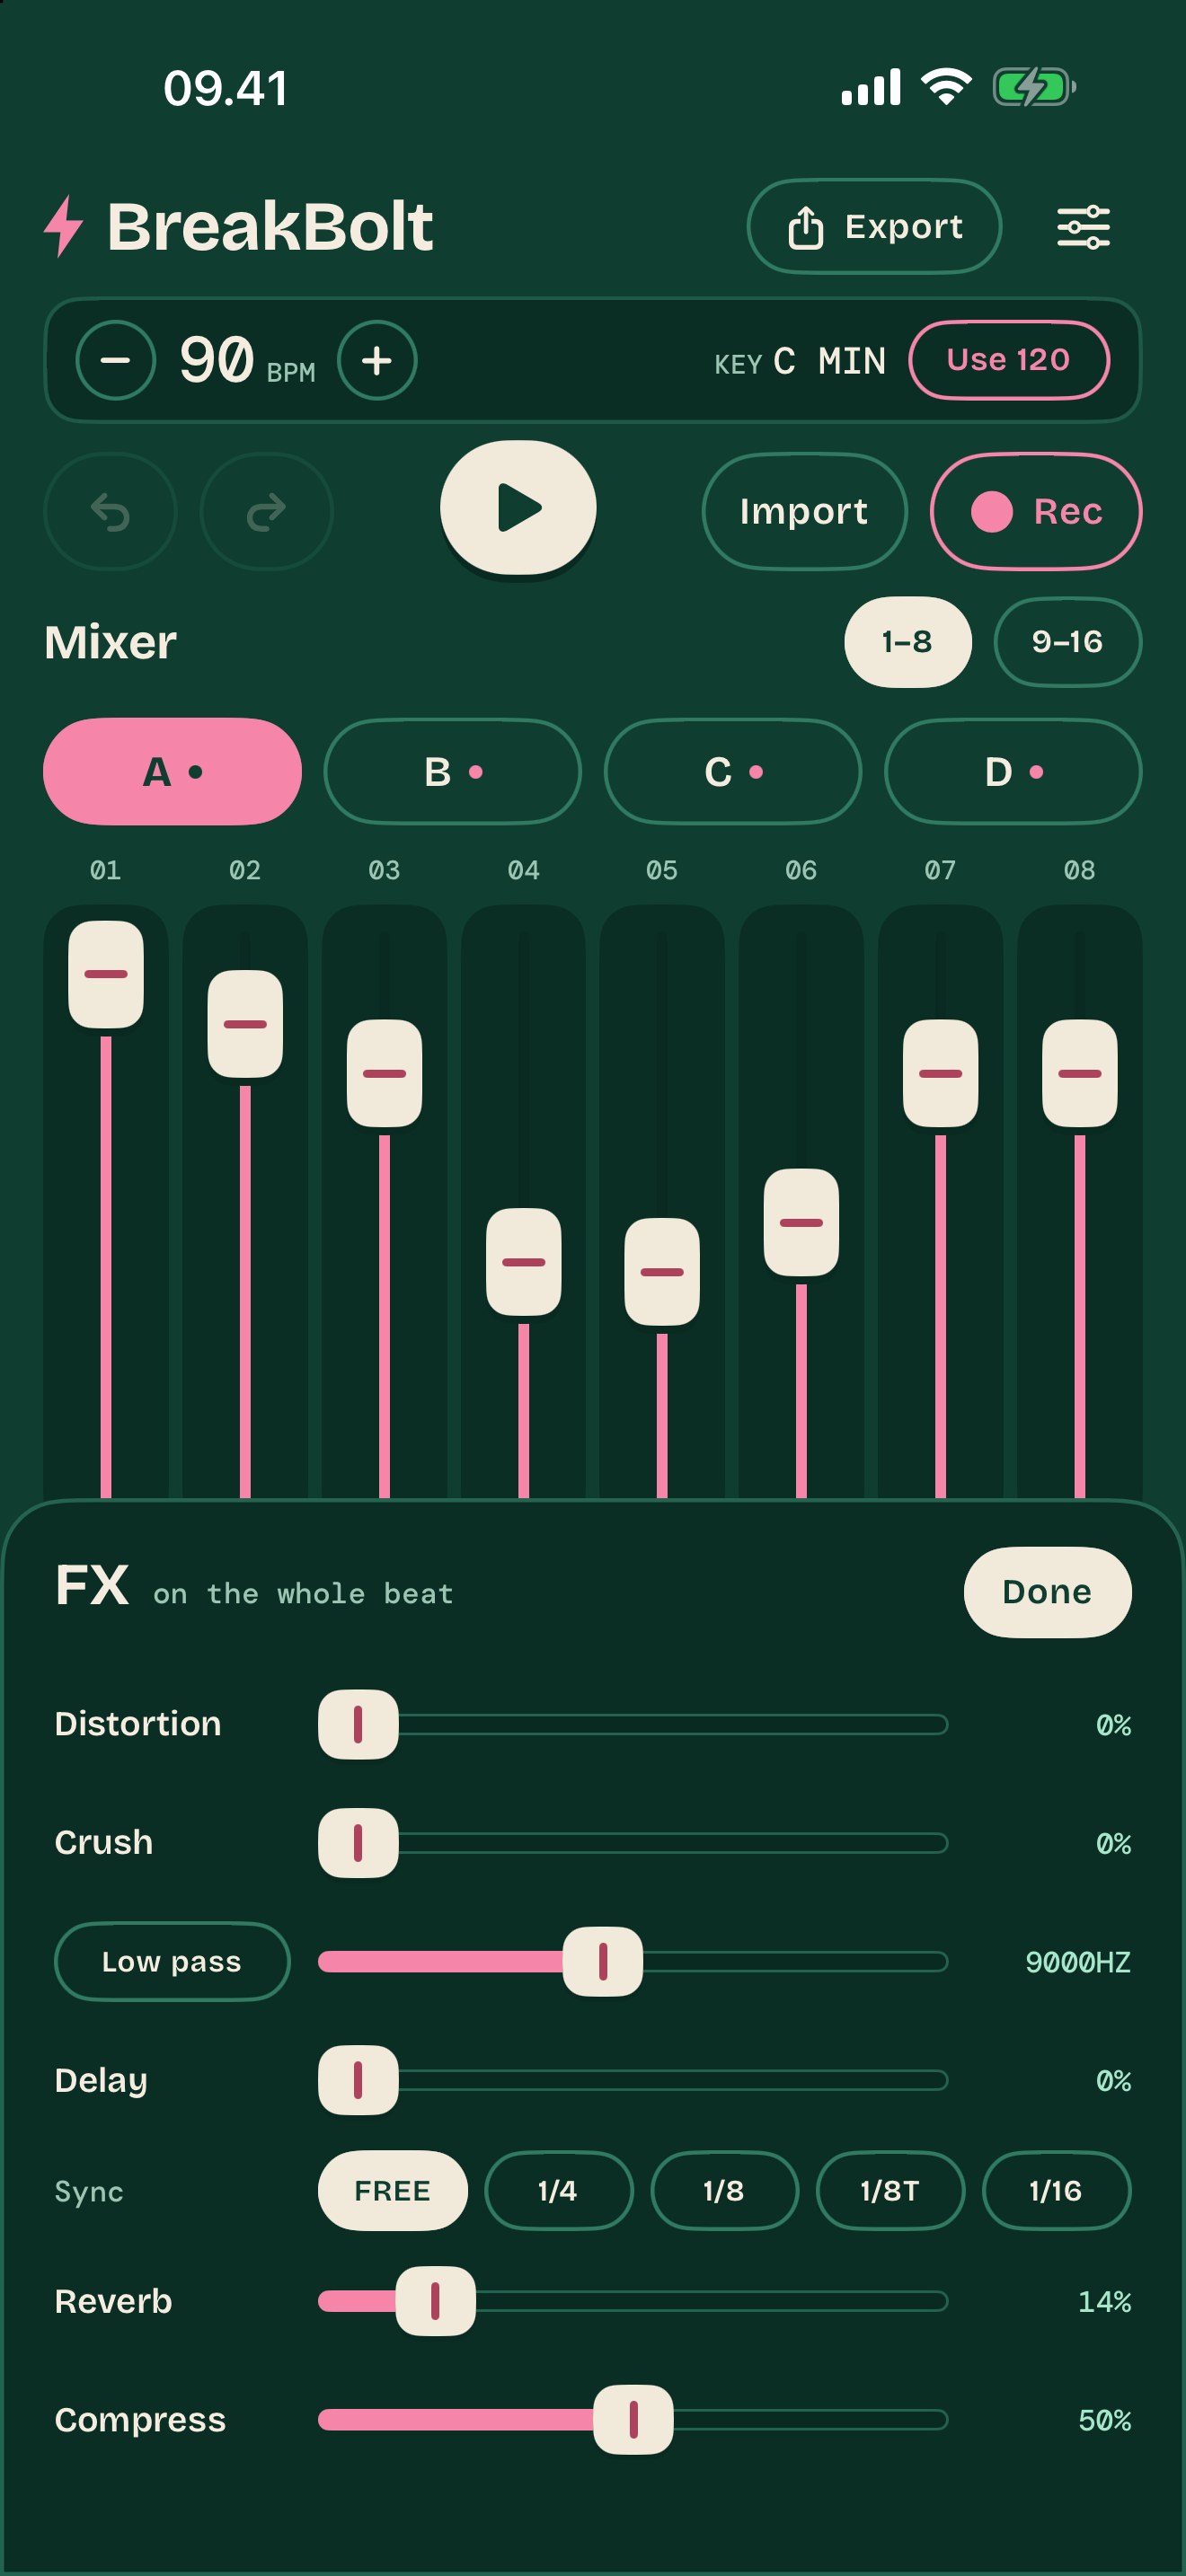 09.41
BreakBolt
Export
90 BPM
KEY C MIN
Use 120
Import
Rec
Mixer
1–8
9–16
A
B
C
D
01 02 03 04 05 06 07 08
FX on the whole beat
Done
Distortion 0%
Crush 0%
Low pass 9000HZ
Delay 0%
Sync FREE 1/4 1/8 1/8T 1/16
Reverb 14%
Compress 50%